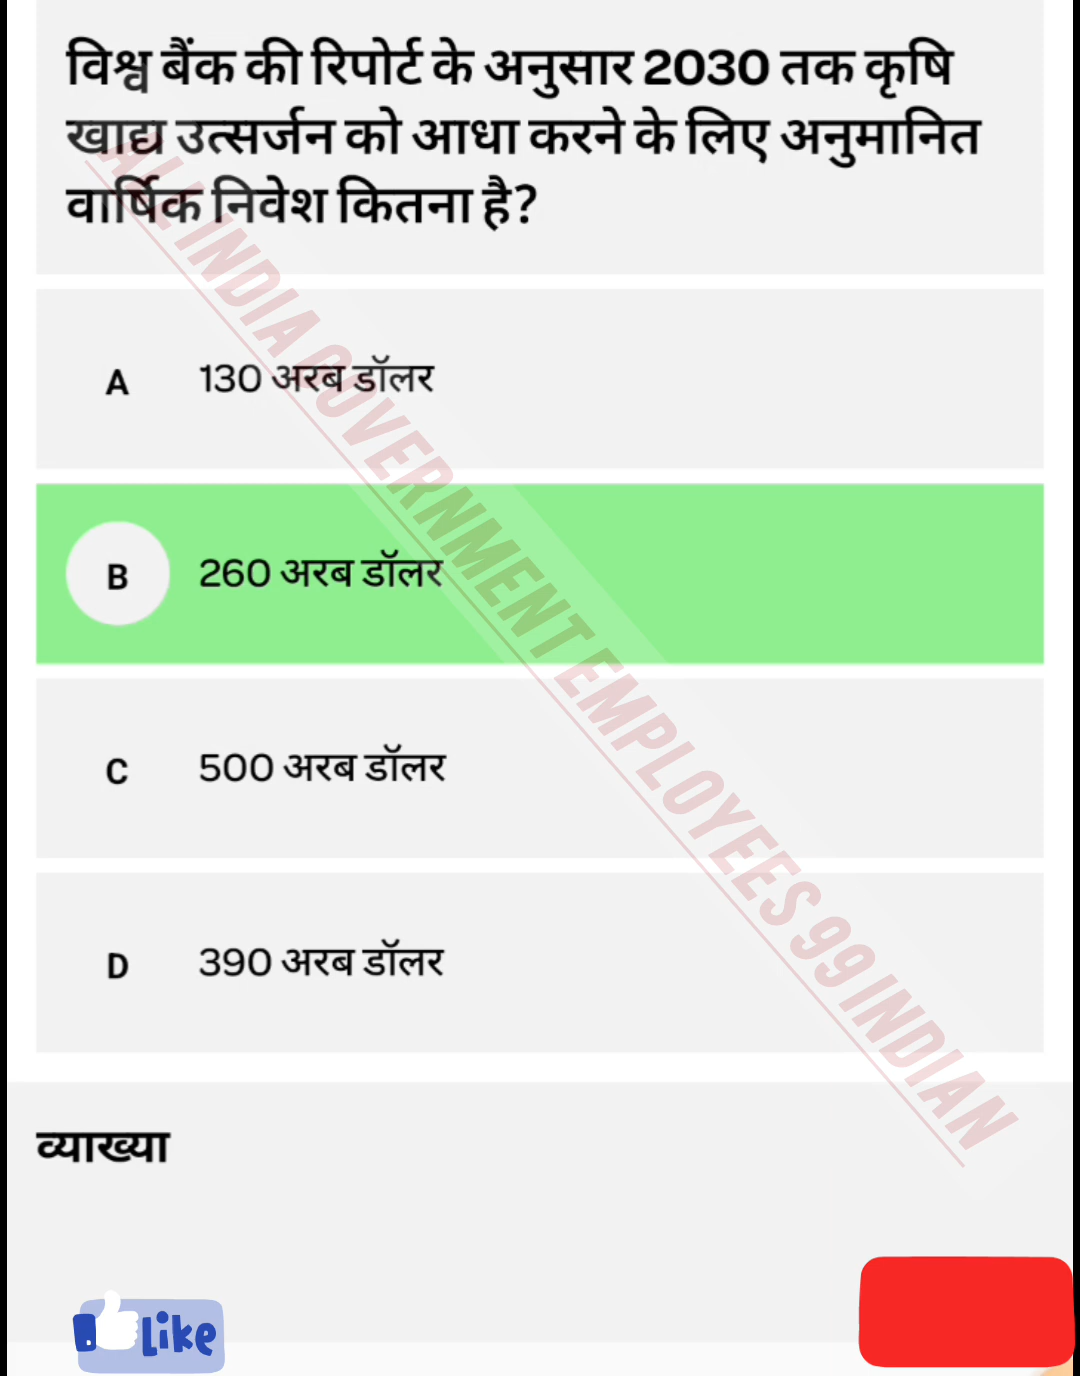 विश्व बैंक की रिपोर्ट के अनुसार 2030 तक कृषि
खाद्य उत्सर्जन को आधा करने के लिए अनुमानित
वार्षिक निवेश कितना है?
A 130 अरब डॉलर
B 260 अरब डॉलर
C 500 अरब डॉलर
D 390 अरब डॉलर
ALL INDIA GOVERNMENT EMPLOYEES 99 INDIAN
व्याख्या
Like